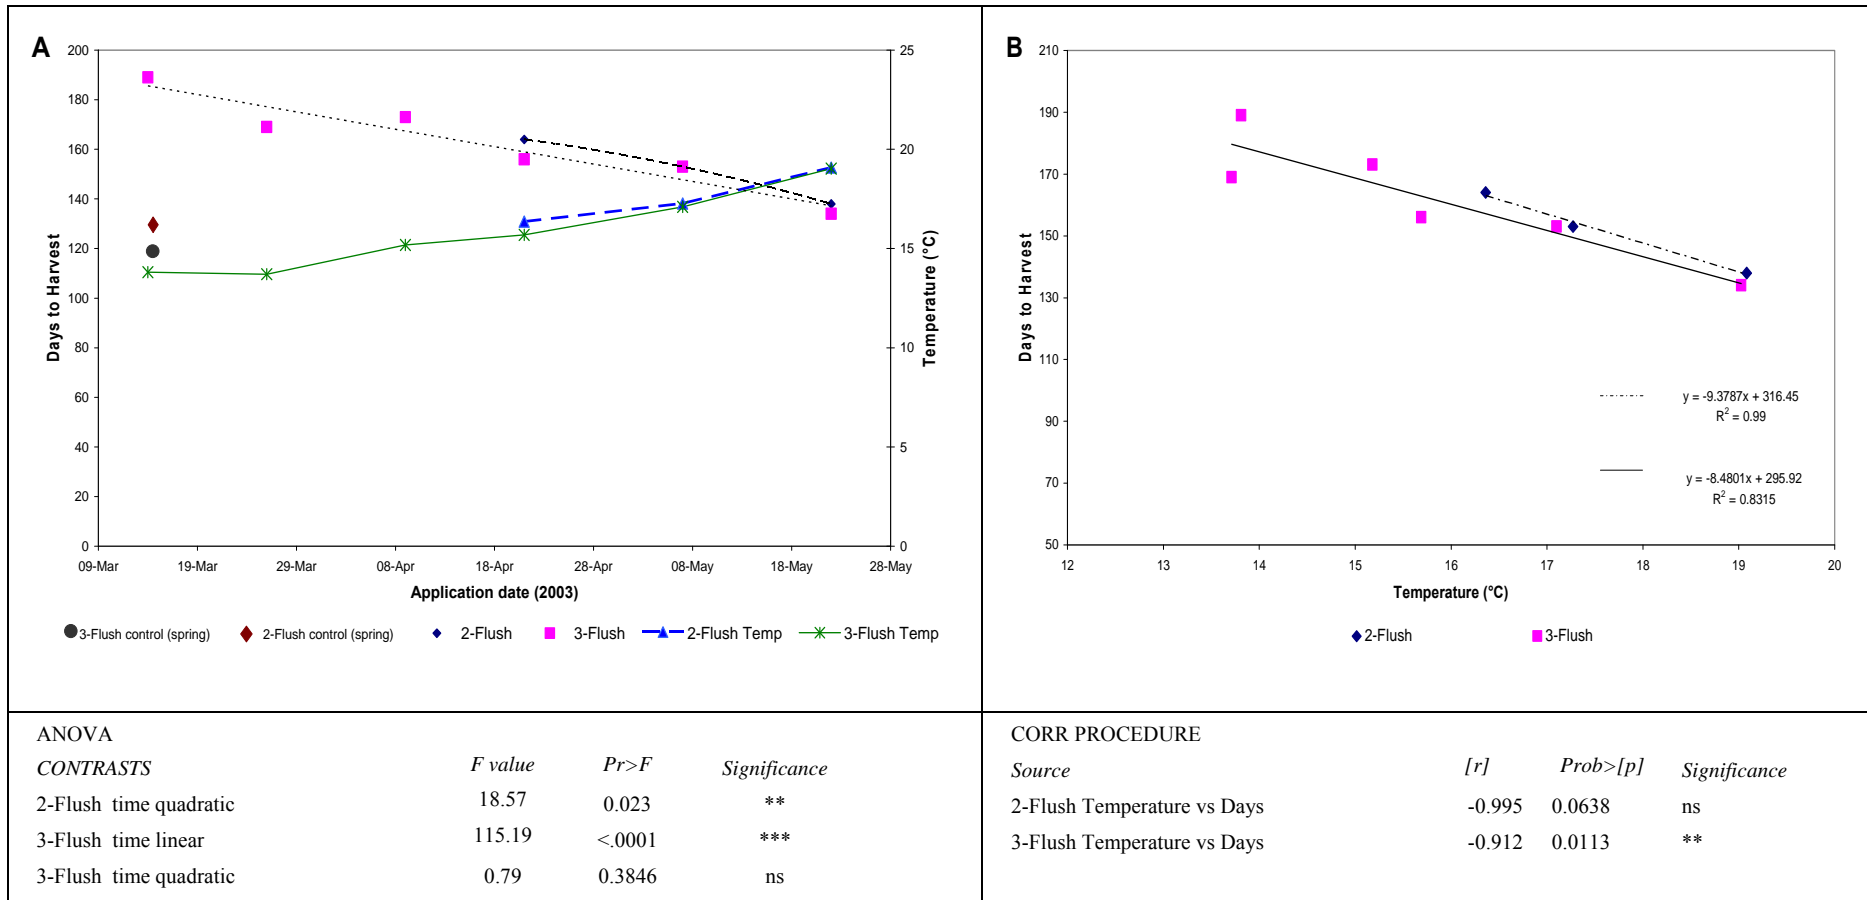 A
200
180
160
140
120
100
80
60
40
20
0
Days to Harvest
25
20
15
10
5
0
Temperature (°C)
09-Mar 19-Mar 29-Mar 08-Apr 18-Apr 28-Apr 08-May 18-May 28-May
Application date (2003)
3-Flush control (spring) 2-Flush control (spring) 2-Flush 3-Flush 2-Flush Temp 3-Flush Temp
B
210
190
170
150
130
110
90
70
50
Days to Harvest
y = -9.3787x + 316.45
R² = 0.99
y = -8.4801x + 295.92
R² = 0.8315
12 13 14 15 16 17 18 19 20
Temperature (°C)
2-Flush 3-Flush
ANOVA
CONTRASTS F value Pr>F Significance
2-Flush time quadratic 18.57 0.023 **
3-Flush time linear 115.19 <.0001 ***
3-Flush time quadratic 0.79 0.3846 ns
CORR PROCEDURE
Source [r] Prob>[p] Significance
2-Flush Temperature vs Days -0.995 0.0638 ns
3-Flush Temperature vs Days -0.912 0.0113 **